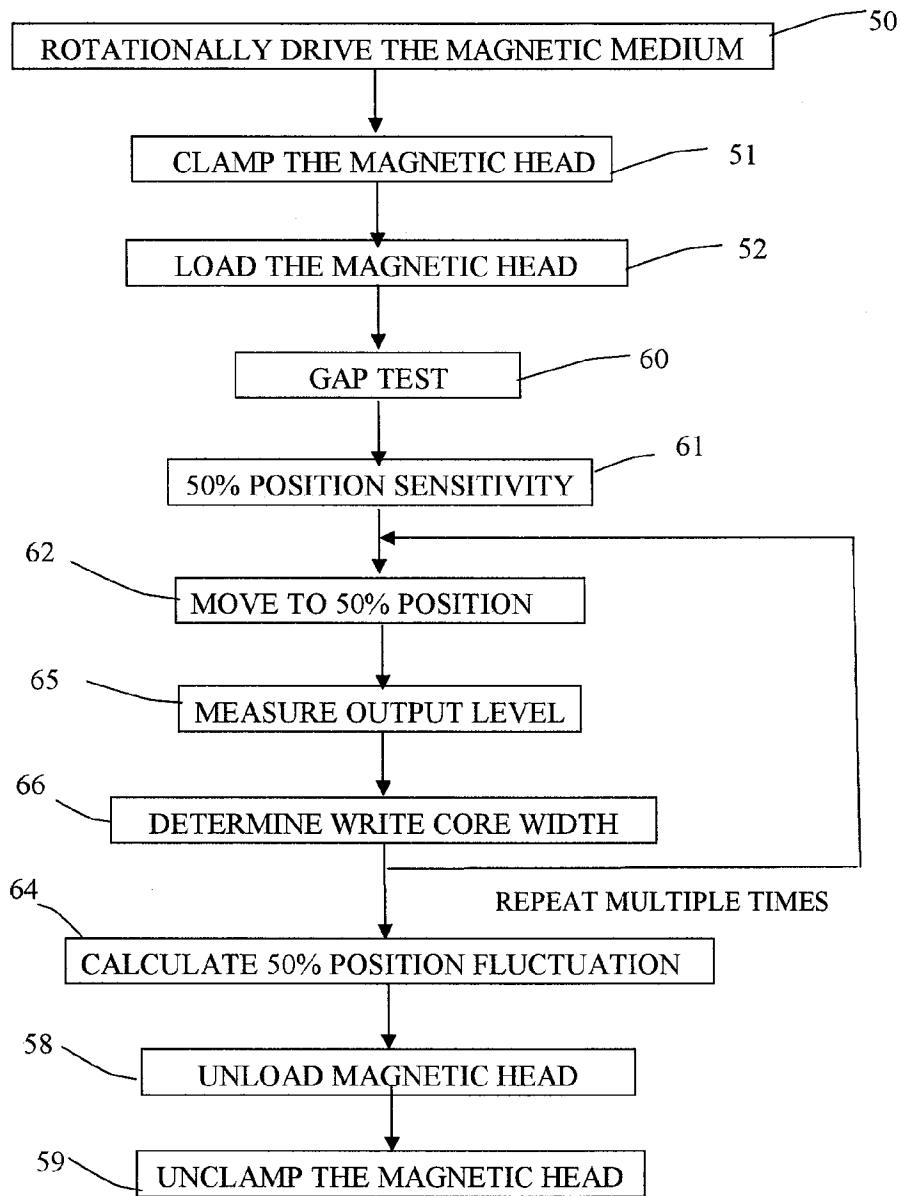 50
ROTATIONALLY DRIVE THE MAGNETIC MEDIUM
51
CLAMP THE MAGNETIC HEAD
52
LOAD THE MAGNETIC HEAD
60
GAP TEST
61
50% POSITION SENSITIVITY
62
MOVE TO 50% POSITION
65
MEASURE OUTPUT LEVEL
66
DETERMINE WRITE CORE WIDTH
REPEAT MULTIPLE TIMES
64
CALCULATE 50% POSITION FLUCTUATION
58
UNLOAD MAGNETIC HEAD
59
UNCLAMP THE MAGNETIC HEAD